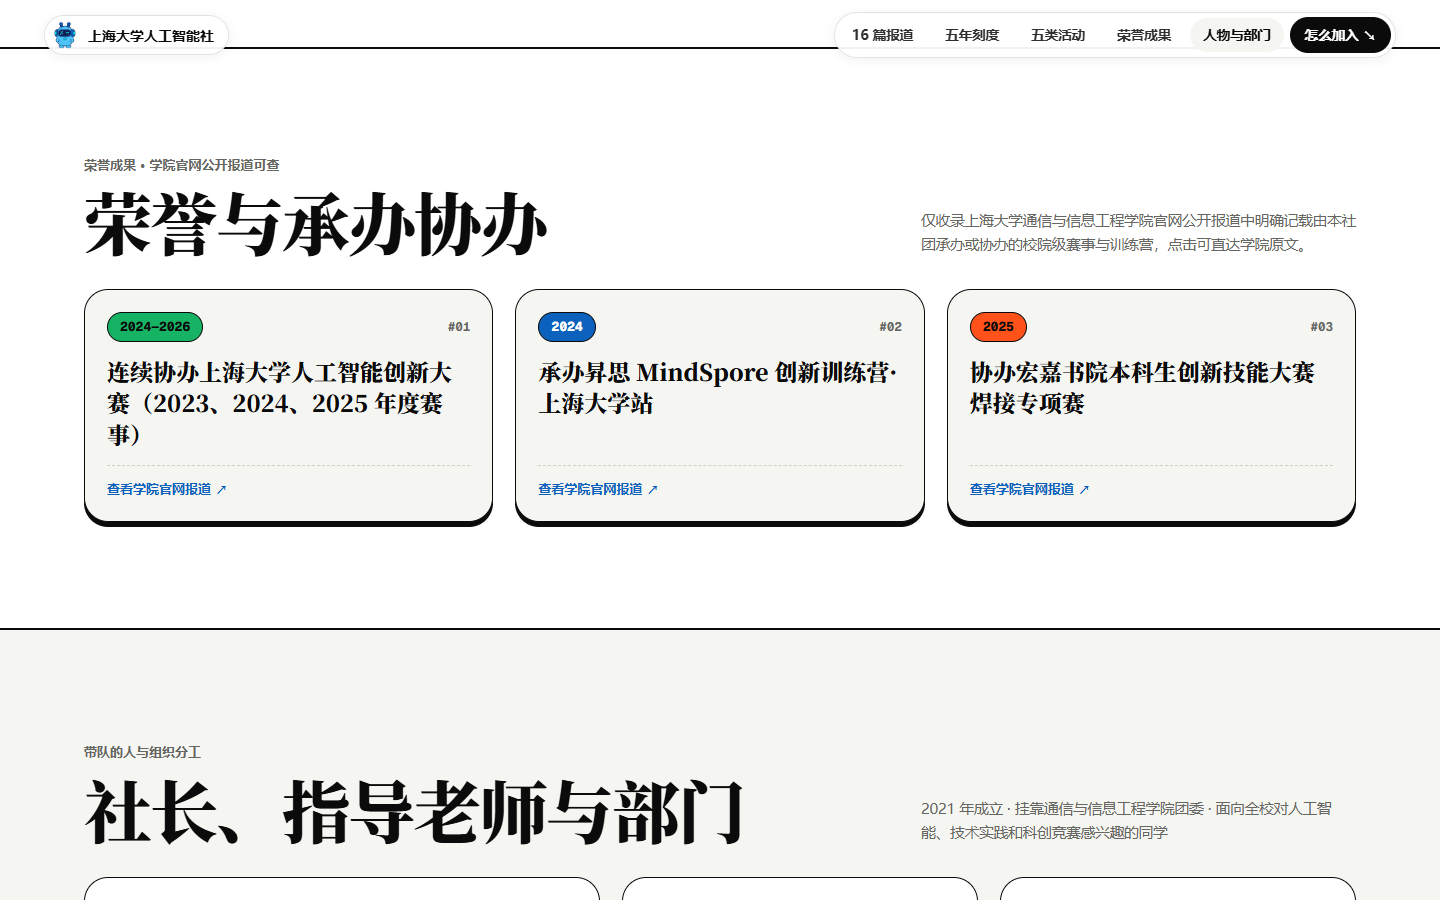 上海大学人工智能社
16 篇报道
五年刻度
五类活动
荣誉成果
人物与部门
怎么加入 ↘
荣誉成果 • 学院官网公开报道可查
荣誉与承办协办
仅收录上海大学通信与信息工程学院官网公开报道中明确记载由本社
团承办或协办的校院级赛事与训练营，点击可直达学院原文。
2024–2026
#01
连续协办上海大学人工智能创新大
赛（2023、2024、2025 年度赛
事）
查看学院官网报道 ↗
2024
#02
承办昇思 MindSpore 创新训练营·
上海大学站
查看学院官网报道 ↗
2025
#03
协办宏嘉书院本科生创新技能大赛
焊接专项赛
查看学院官网报道 ↗
带队的人与组织分工
社长、指导老师与部门
2021 年成立 · 挂靠通信与信息工程学院团委 · 面向全校对人工智
能、技术实践和科创竞赛感兴趣的同学